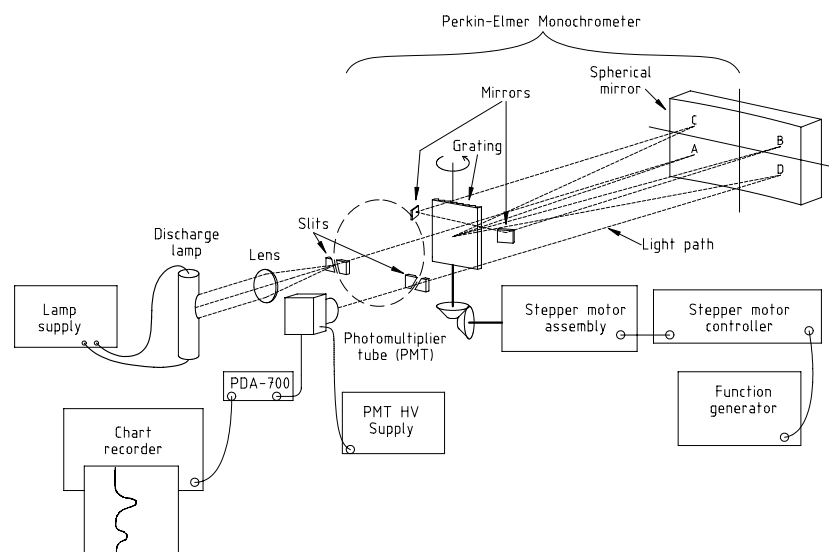 Perkin-Elmer Monochrometer
Spherical
mirror
Mirrors
C
B
Grating
A
D
Slits
Discharge
lamp
Lens
Light path
Lamp
supply
Stepper motor
assembly
Stepper motor
controller
Photomultiplier
tube (PMT)
PDA-700
Function
generator
PMT HV
Supply
Chart
recorder